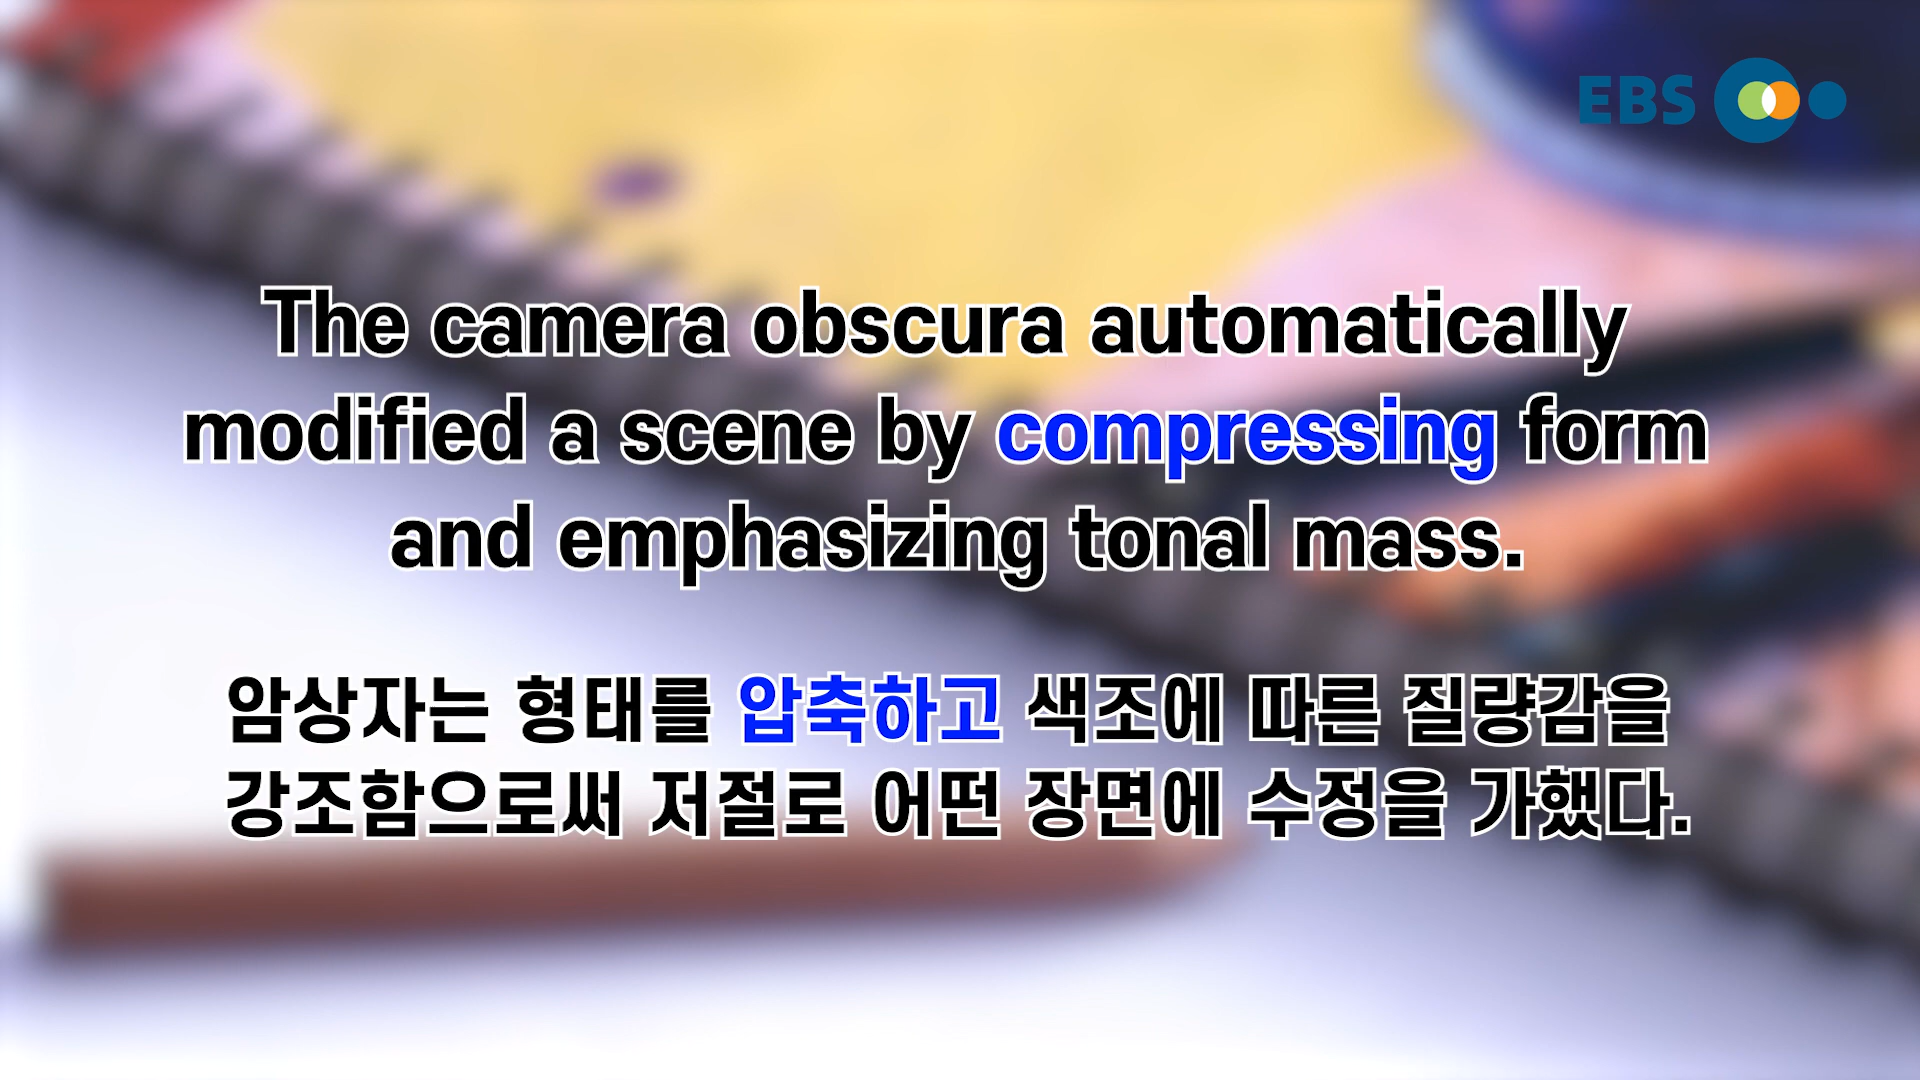 EBS
The camera obscura automatically
modified a scene by compressing form
and emphasizing tonal mass.
암상자는 형태를 압축하고 색조에 따른 질량감을
강조함으로써 저절로 어떤 장면에 수정을 가했다.